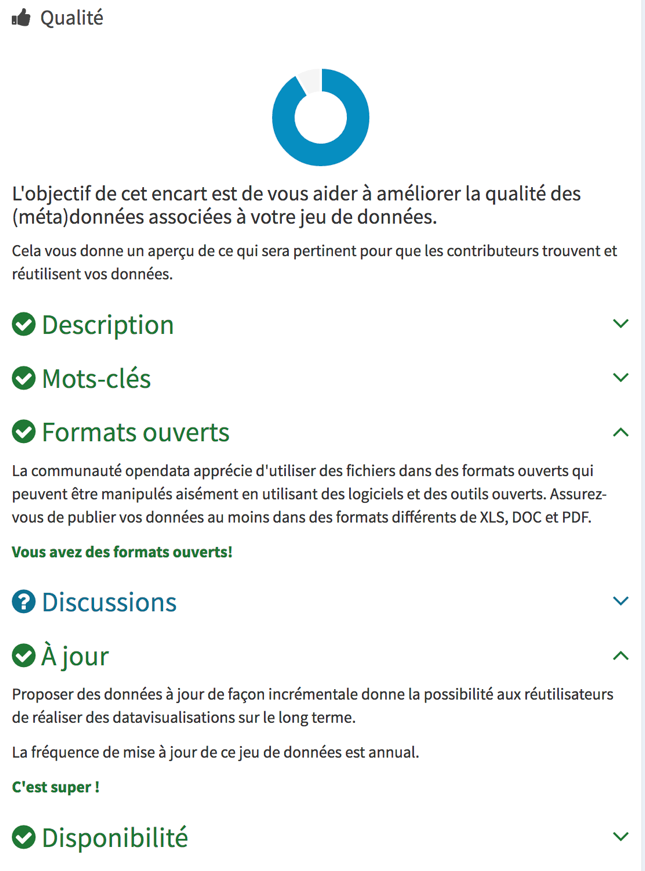 Qualité
L'objectif de cet encart est de vous aider à améliorer la qualité des
(méta)données associées à votre jeu de données.
Cela vous donne un aperçu de ce qui sera pertinent pour que les contributeurs trouvent et
réutilisent vos données.
Description
Mots-clés
Formats ouverts
La communauté opendata apprécie d'utiliser des fichiers dans des formats ouverts qui
peuvent être manipulés aisément en utilisant des logiciels et des outils ouverts. Assurez-
vous de publier vos données au moins dans des formats différents de XLS, DOC et PDF.
Vous avez des formats ouverts!
Discussions
À jour
Proposer des données à jour de façon incrémentale donne la possibilité aux réutilisateurs
de réaliser des datavisualisations sur le long terme.
La fréquence de mise à jour de ce jeu de données est annual.
C'est super !
Disponibilité